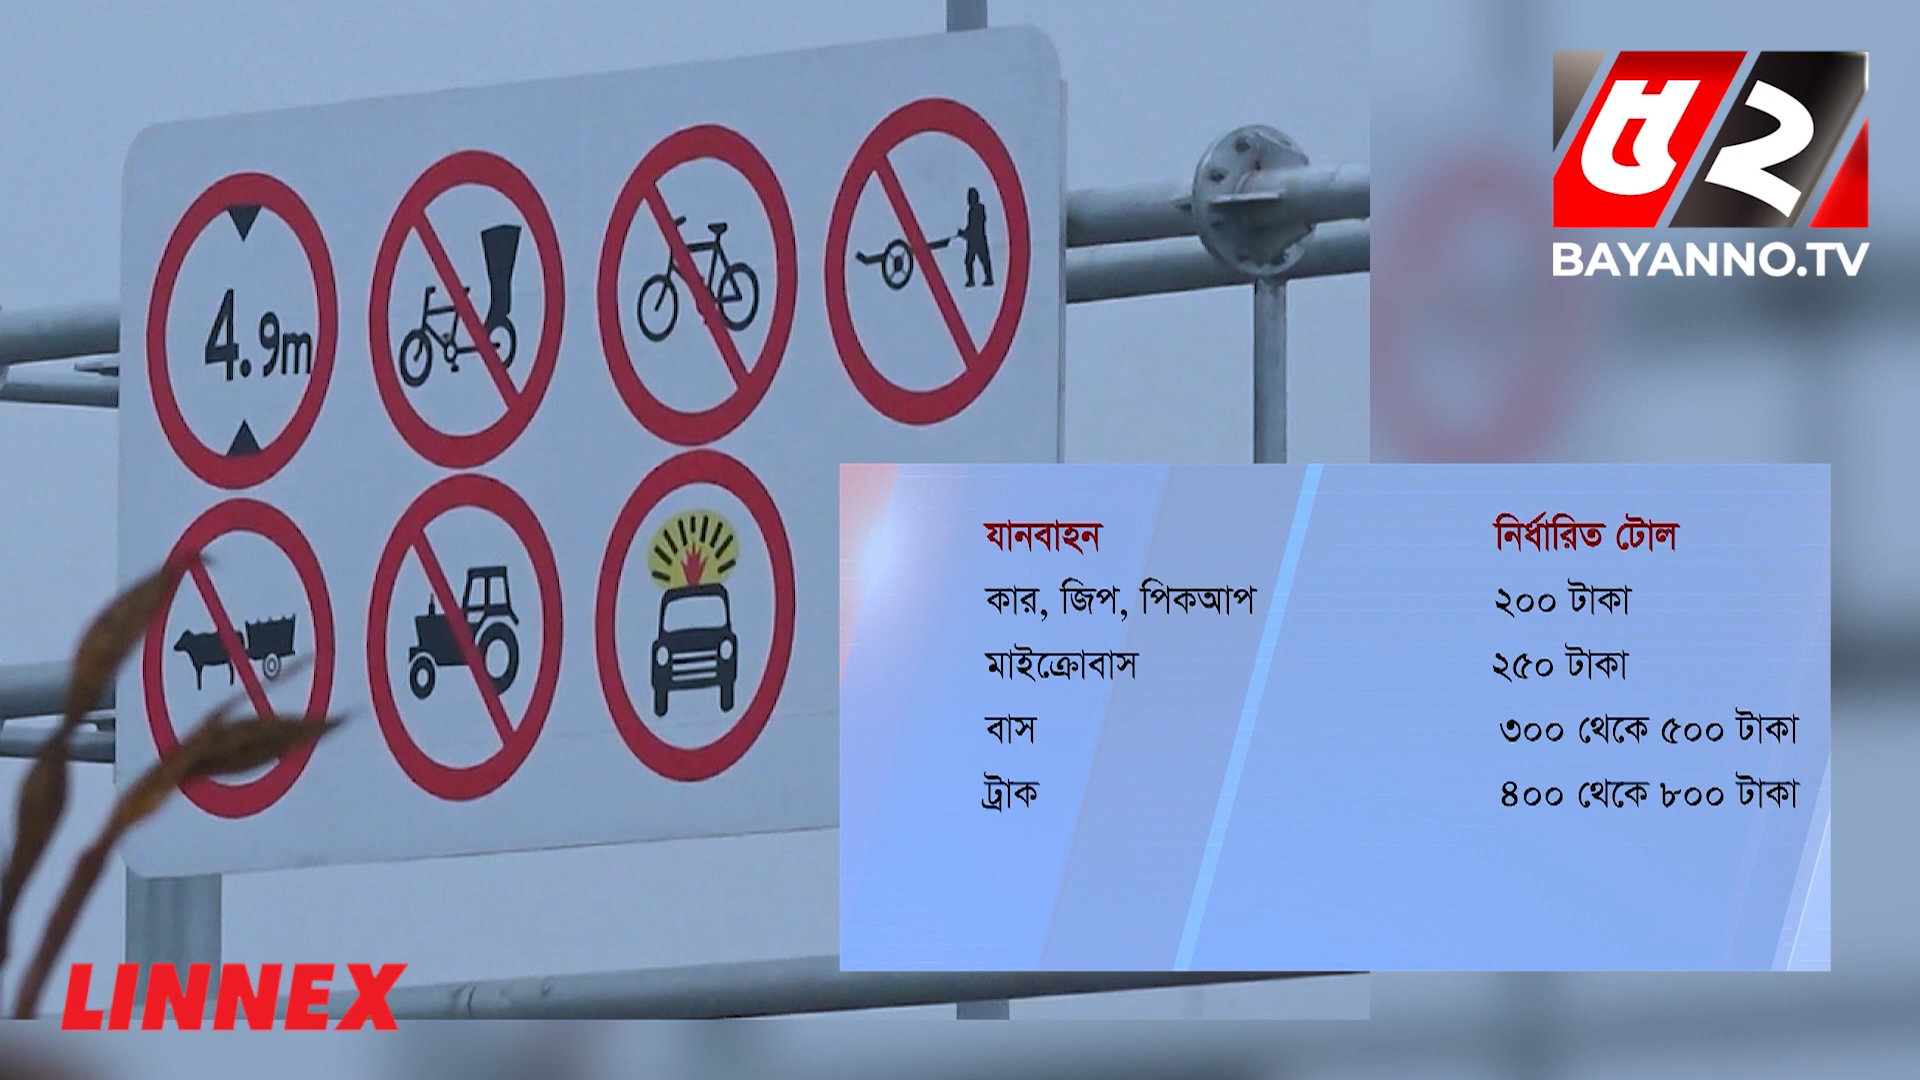 4.9m
৫২
BAYANNO.TV
যানবাহন নির্ধারিত টোল
কার, জিপ, পিকআপ ২০০ টাকা
মাইক্রোবাস ২৫০ টাকা
বাস ৩০০ থেকে ৫০০ টাকা
ট্রাক ৪০০ থেকে ৮০০ টাকা
LINNEX